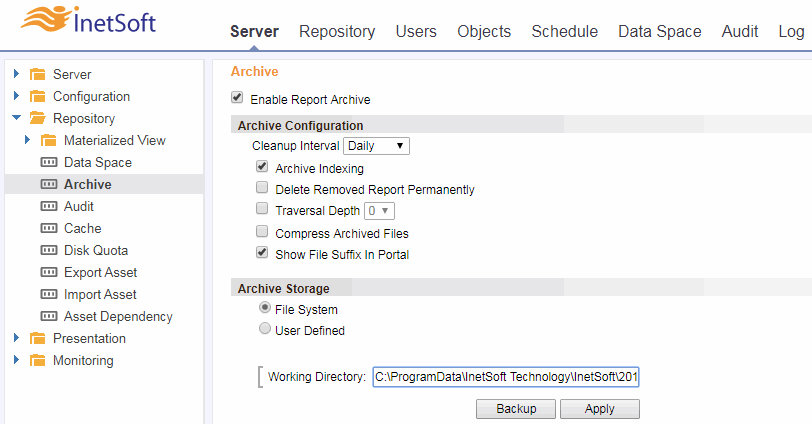 InetSoft
Server Repository Users Objects Schedule Data Space Audit Log
Server
Configuration
Repository
Materialized View
Data Space
Archive
Audit
Cache
Disk Quota
Export Asset
Import Asset
Asset Dependency
Presentation
Monitoring
Archive
Enable Report Archive
Archive Configuration
Cleanup Interval Daily
Archive Indexing
Delete Removed Report Permanently
Traversal Depth 0
Compress Archived Files
Show File Suffix In Portal
Archive Storage
File System
User Defined
Working Directory: C:\ProgramData\InetSoft Technology\InetSoft\201
Backup Apply